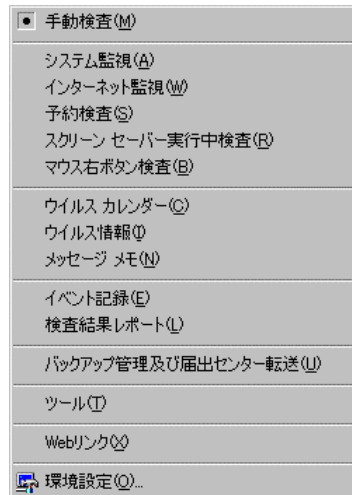 手動検査(M)
システム監視(A)
インターネット監視(W)
予約検査(S)
スクリーン セーバー実行中検査(R)
マウス右ボタン検査(B)
ウイルス カレンダー(C)
ウイルス情報(I)
メッセージ メモ(N)
イベント記録(E)
検査結果レポート(L)
バックアップ管理及び届出センター転送(U)
ツール(T)
Webリンク(X)
環境設定(O)...